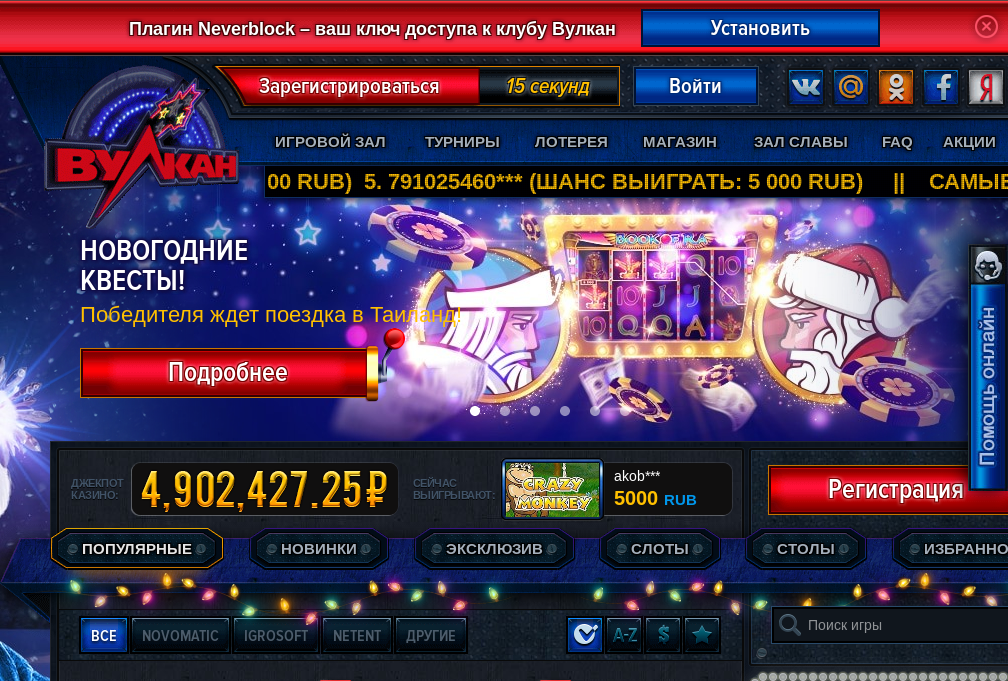 Плагин Neverblock – ваш ключ доступа к клубу Вулкан
Установить
Зарегистрироваться
15 секунд
Войти
ВУЛКАН
ИГРОВОЙ ЗАЛ ТУРНИРЫ ЛОТЕРЕЯ МАГАЗИН ЗАЛ СЛАВЫ FAQ АКЦИИ
00 RUB) 5. 791025460*** (ШАНС ВЫИГРАТЬ: 5 000 RUB) || САМЫЕ
НОВОГОДНИЕ
КВЕСТЫ!
Победителя ждет поездка в Таиланд!
Подробнее
BOOK OF RA
Помощь онлайн
ДЖЕКПОТ
КАЗИНО:
4,902,427.25 ₽
СЕЙЧАС
ВЫИГРЫВАЮТ:
CRAZY
MONKEY
akob***
5000 RUB
Регистрация
ПОПУЛЯРНЫЕ НОВИНКИ ЭКСКЛЮЗИВ СЛОТЫ СТОЛЫ ИЗБРАННО
ВСЕ NOVOMATIC IGROSOFT NETENT ДРУГИЕ
A-Z $
Поиск игры